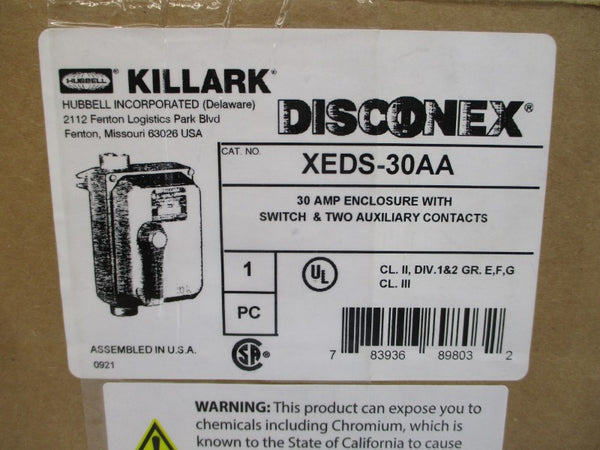 HUBBELL® KILLARK®
HUBBELL INCORPORATED (Delaware)
2112 Fenton Logistics Park Blvd
Fenton, Missouri 63026 USA
DISCONEX®
CAT. NO.
XEDS-30AA
30 AMP ENCLOSURE WITH
SWITCH & TWO AUXILIARY CONTACTS
1
PC
UL
CL. II, DIV.1&2 GR. E,F,G
CL. III
ASSEMBLED IN U.S.A.
0921
SA
7 83936 89803 2
WARNING: This product can expose you to
chemicals including Chromium, which is
known to the State of California to cause